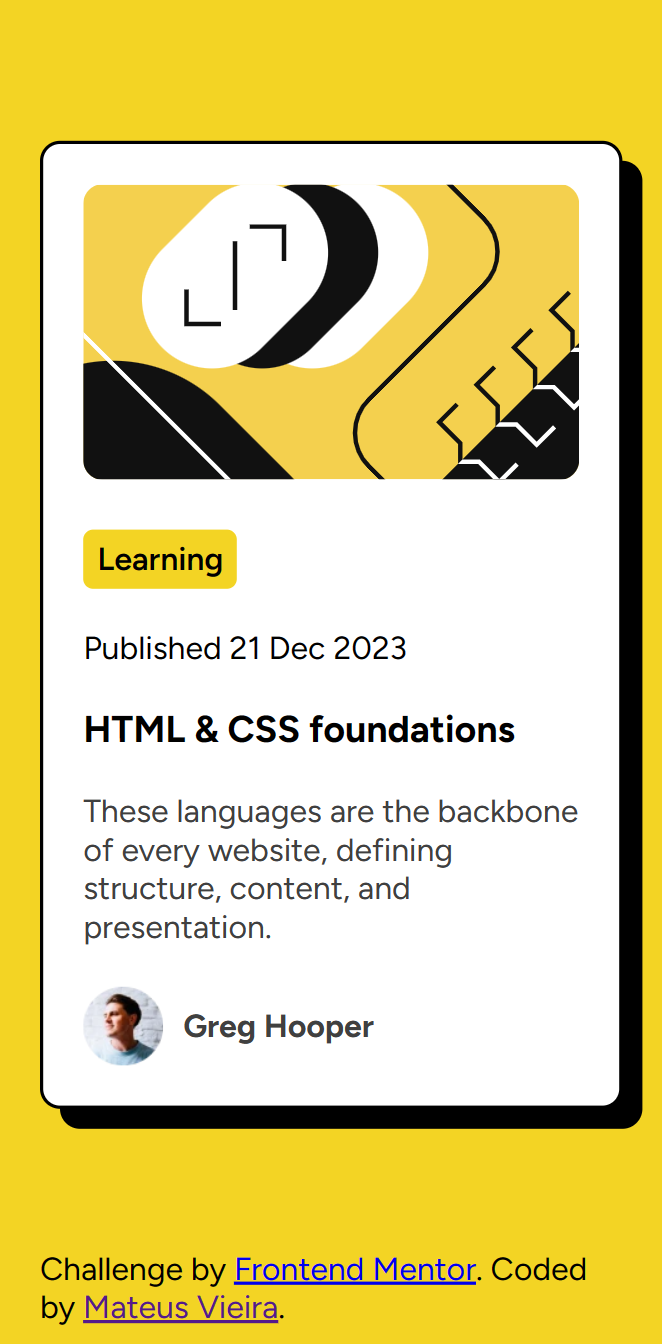 Learning
Published 21 Dec 2023
HTML & CSS foundations
These languages are the backbone
of every website, defining
structure, content, and
presentation.
Greg Hooper
Challenge by Frontend Mentor. Coded
by Mateus Vieira.